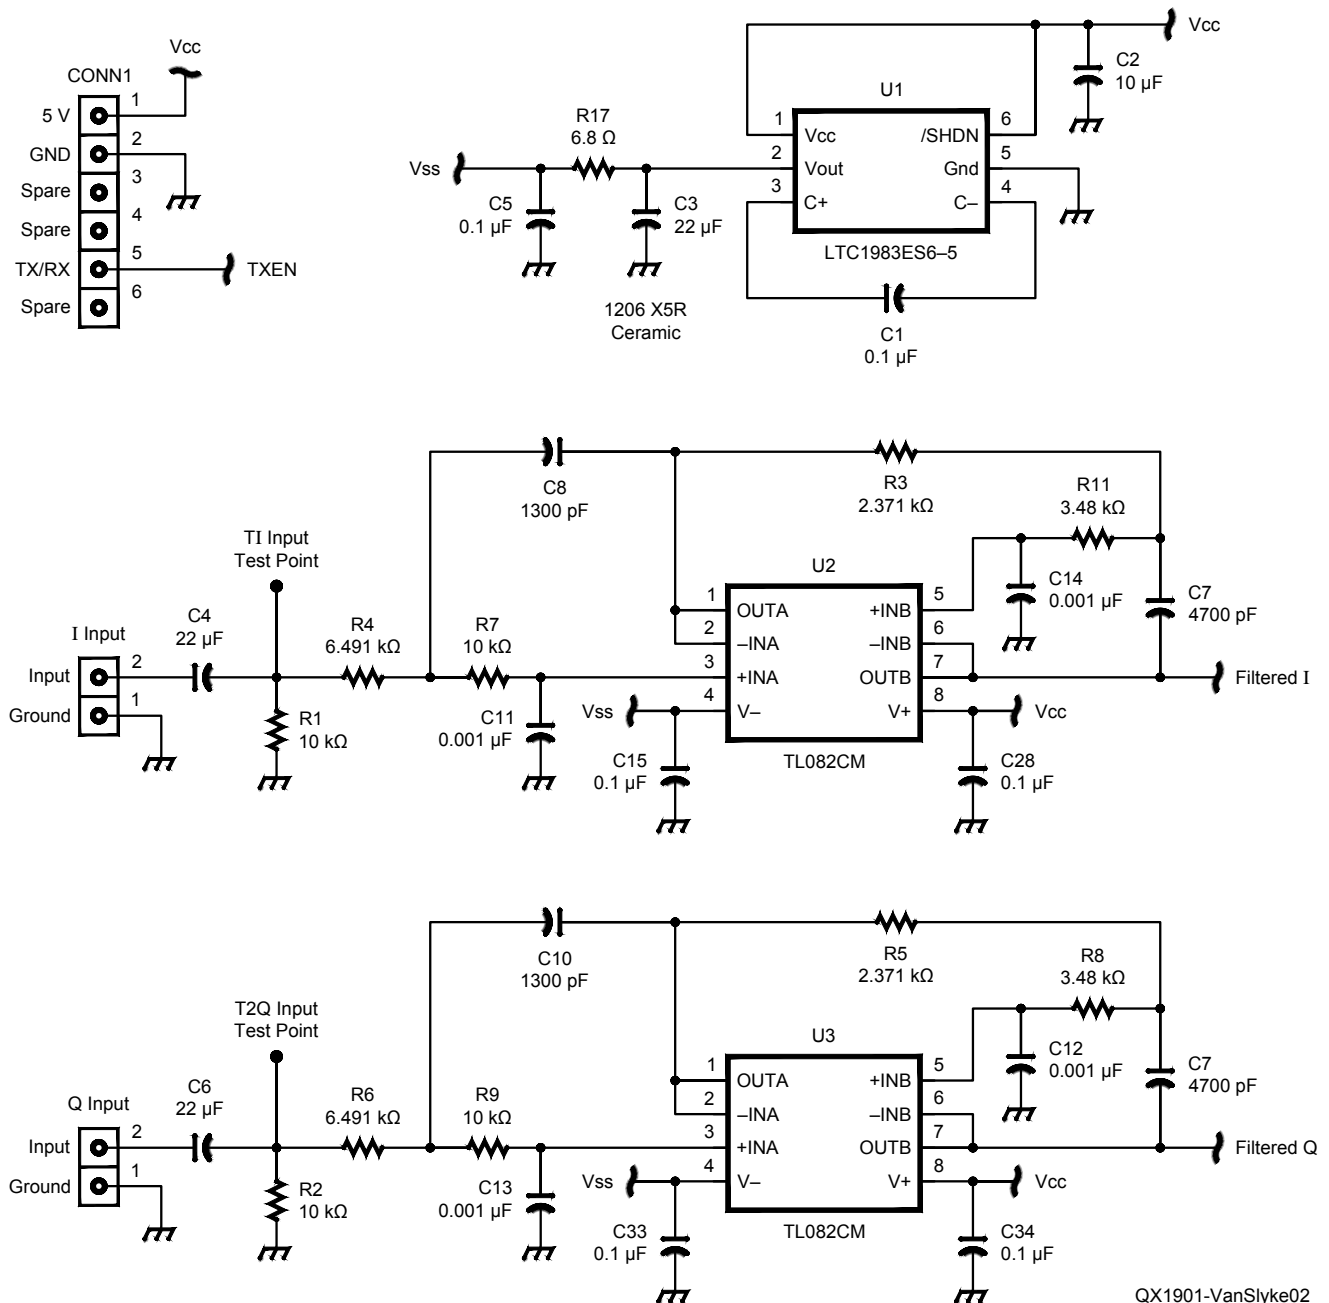 Vcc
CONN1
5 V
1
GND
2
Spare
3
Spare
4
TX/RX
5
TXEN
Spare
6
Vss
R17
6.8 Ω
C5
0.1 µF
C3
22 µF
1206 X5R
Ceramic
U1
1
Vcc
2
Vout
3
C+
/SHDN
6
Gnd
5
C–
4
LTC1983ES6–5
C1
0.1 µF
C2
10 µF
Vcc
C8
1300 pF
R3
2.371 kΩ
R11
3.48 kΩ
TI Input
Test Point
I Input
Input
2
Ground
1
C4
22 µF
R1
10 kΩ
R4
6.491 kΩ
R7
10 kΩ
C11
0.001 µF
Vss
C15
0.1 µF
U2
1
OUTA
2
–INA
3
+INA
4
V–
+INB
5
–INB
6
OUTB
7
V+
8
TL082CM
C14
0.001 µF
C7
4700 pF
Filtered I
Vcc
C28
0.1 µF
C10
1300 pF
R5
2.371 kΩ
R8
3.48 kΩ
T2Q Input
Test Point
Q Input
Input
2
Ground
1
C6
22 µF
R2
10 kΩ
R6
6.491 kΩ
R9
10 kΩ
C13
0.001 µF
Vss
C33
0.1 µF
U3
1
OUTA
2
–INA
3
+INA
4
V–
+INB
5
–INB
6
OUTB
7
V+
8
TL082CM
C12
0.001 µF
C7
4700 pF
Filtered Q
Vcc
C34
0.1 µF
QX1901-VanSlyke02